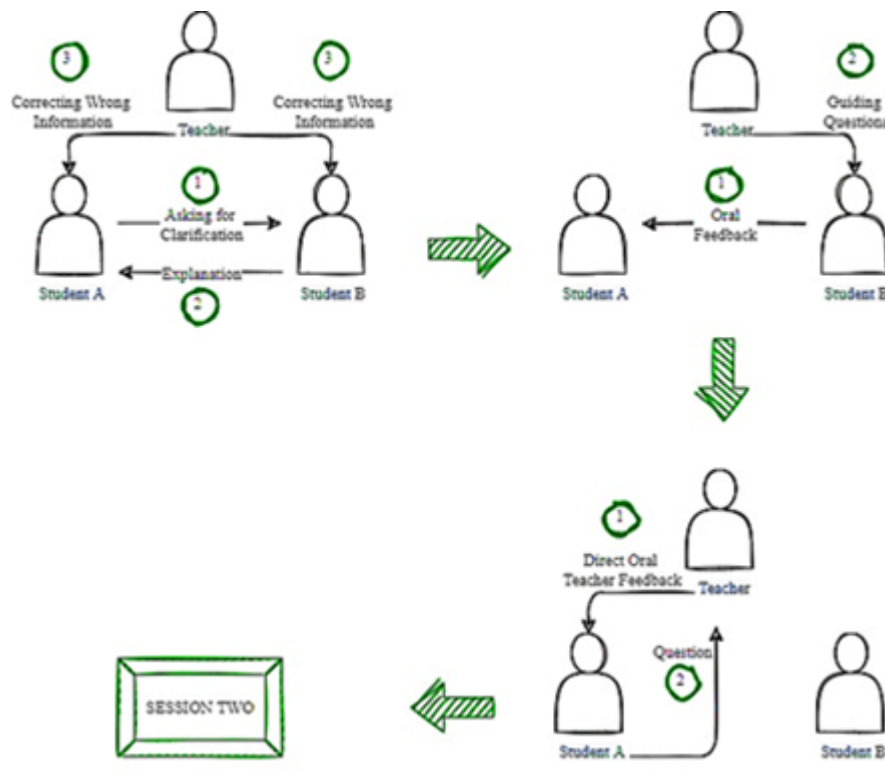 3
3
2
Correcting Wrong
Information
Correcting Wrong
Information
Guiding
Questions
Teacher
Teacher
1
1
Asking for
Clarification
Oral
Feedback
Explanation
Student A
Student B
Student A
Student B
2
1
Direct Oral
Teacher Feedback
Teacher
Question
2
SESSION TWO
Student A
Student B